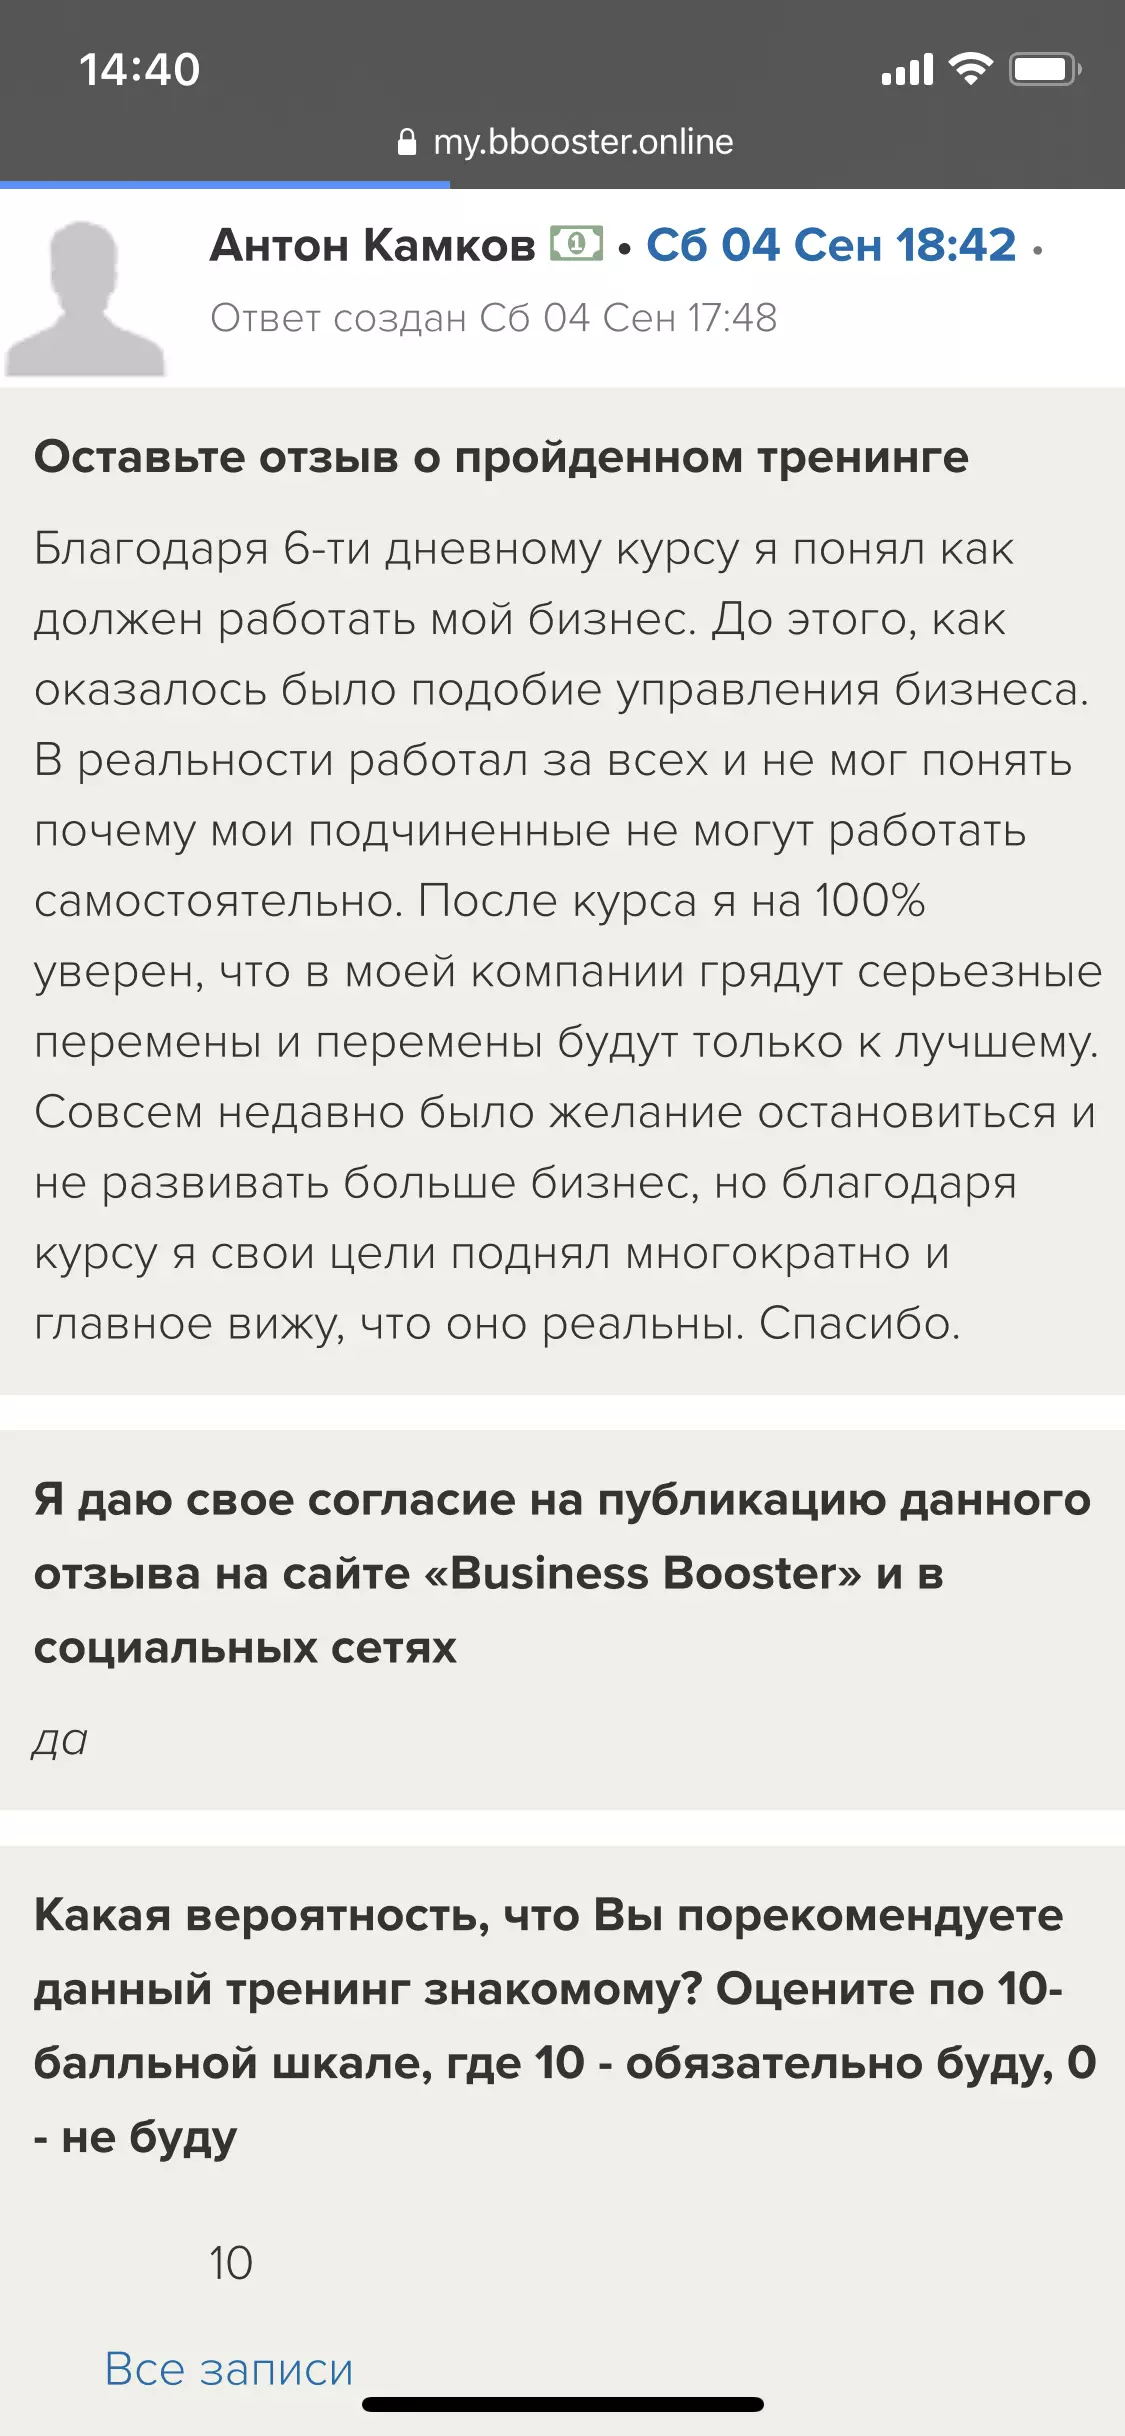 14:40
my.bbooster.online
Антон Камков 1 • Сб 04 Сен 18:42 •
Ответ создан Сб 04 Сен 17:48
Оставьте отзыв о пройденном тренинге
Благодаря 6-ти дневному курсу я понял как
должен работать мой бизнес. До этого, как
оказалось было подобие управления бизнеса.
В реальности работал за всех и не мог понять
почему мои подчиненные не могут работать
самостоятельно. После курса я на 100%
уверен, что в моей компании грядут серьезные
перемены и перемены будут только к лучшему.
Совсем недавно было желание остановиться и
не развивать больше бизнес, но благодаря
курсу я свои цели поднял многократно и
главное вижу, что оно реальны. Спасибо.
Я даю свое согласие на публикацию данного
отзыва на сайте «Business Booster» и в
социальных сетях
да
Какая вероятность, что Вы порекомендуете
данный тренинг знакомому? Оцените по 10-
балльной шкале, где 10 - обязательно буду, 0
- не буду
10
Все записи